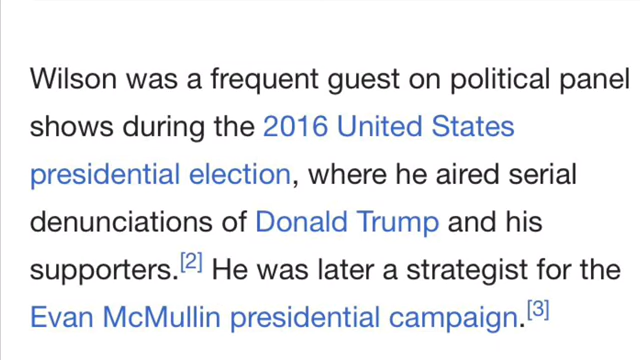 Wilson was a frequent guest on political panel
shows during the 2016 United States
presidential election, where he aired serial
denunciations of Donald Trump and his
supporters.[2] He was later a strategist for the
Evan McMullin presidential campaign.[3]